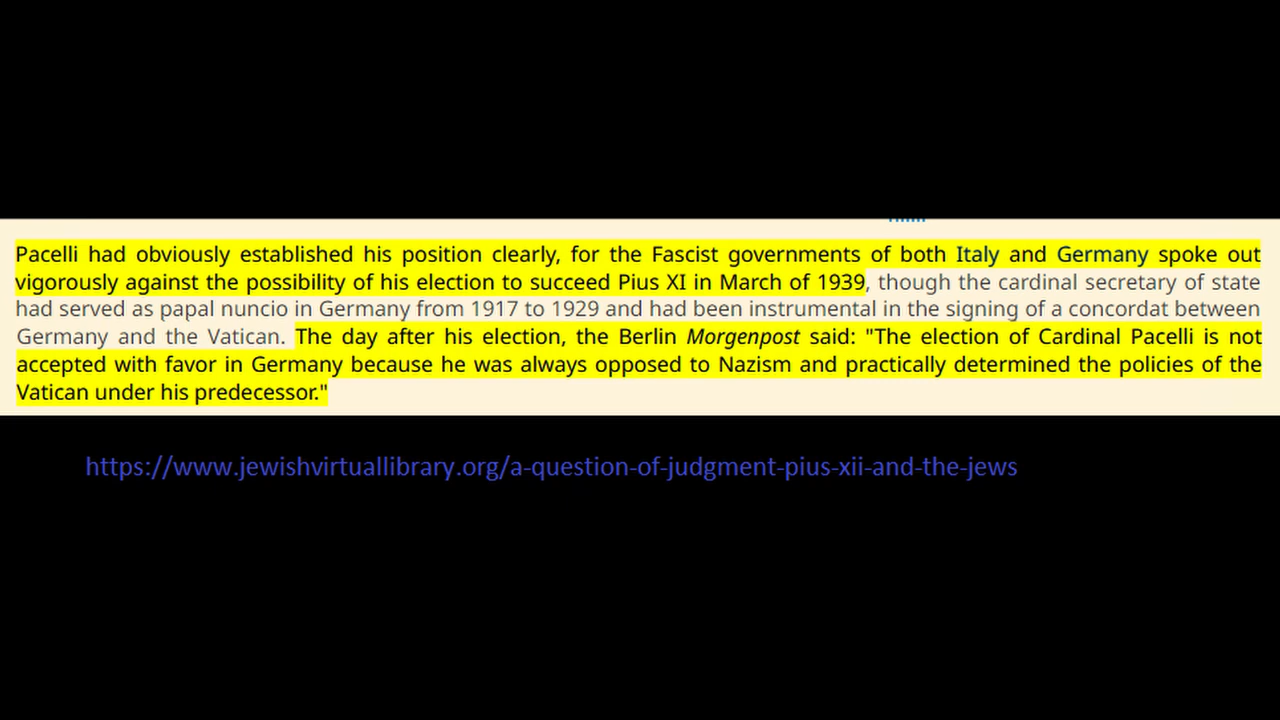 Pacelli had obviously established his position clearly, for the Fascist governments of both Italy and Germany spoke out
vigorously against the possibility of his election to succeed Pius XI in March of 1939, though the cardinal secretary of state
had served as papal nuncio in Germany from 1917 to 1929 and had been instrumental in the signing of a concordat between
Germany and the Vatican. The day after his election, the Berlin Morgenpost said: "The election of Cardinal Pacelli is not
accepted with favor in Germany because he was always opposed to Nazism and practically determined the policies of the
Vatican under his predecessor."
https://www.jewishvirtuallibrary.org/a-question-of-judgment-pius-xii-and-the-jews